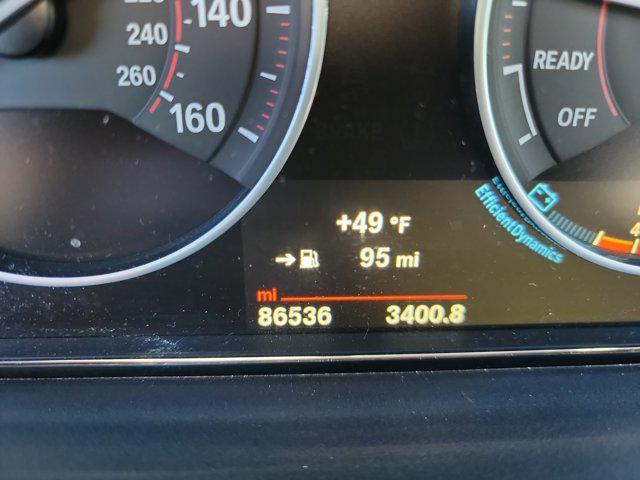 140
240
260
160
READY
OFF
EfficientDynamics
+49 °F
→ 95 mi
mi
86536 3400.8